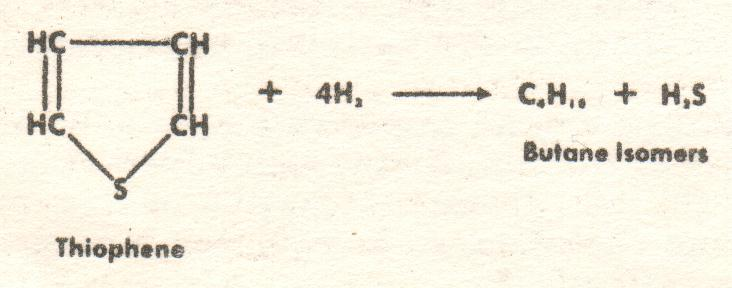 HC CH
+ 4H₂ → C₄H₁₀ + H₂S
HC CH
Butane Isomers
S
Thiophene